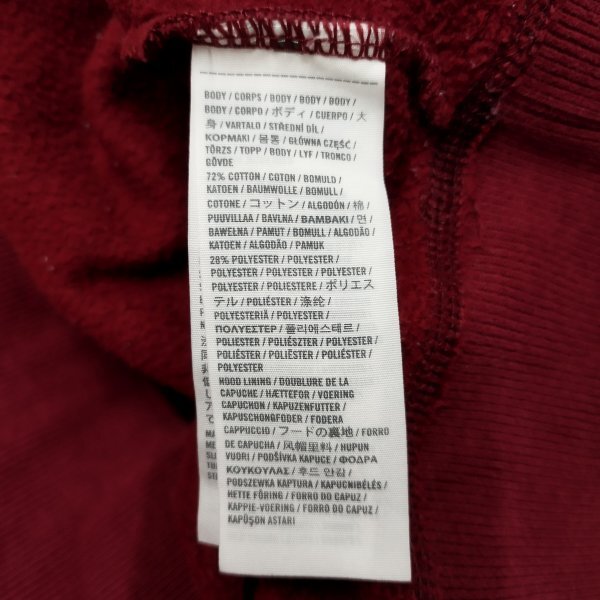 BODY / CORPS / BODY / BODY / BODY /
BODY / CORPO / ボディ / CUERPO / 大
身 / VARTALO / STŘEDNÍ DÍL /
ΚΟΡΜΑΚΙ / 몸통 / GŁÓWNA CZĘŚĆ /
TÖRZS / TOPP / BODY / LYF / TRONCO /
GÖVDE
72% COTTON / COTON / BOMULD /
KATOEN / BAUMWOLLE / BOMULL /
COTONE / コットン / ALGODÓN / 棉 /
PUUVILLAA / BAVLNA / ΒΑΜΒΑΚΙ / 면 /
BAWEŁNA / PAMUT / BOMULL / ALGODÃO /
KATOEN / ALGODÃO / PAMUK
28% POLYESTER / POLYESTER /
POLYESTER / POLYESTER / POLYESTER /
POLYESTER / POLIESTERE / ポリエス
テル / POLIÉSTER / 涤纶 /
POLYESTERIÄ / POLYESTER /
ΠΟΛΥΕΣΤΕΡ / 폴리에스테르 /
POLIESTER / POLIÉSZTER / POLYESTER /
POLIÉSTER / POLIËSTER / POLIÉSTER /
POLYESTER
HOOD LINING / DOUBLURE DE LA
CAPUCHE / HÆTTEFOR / VOERING
CAPUCHON / KAPUZENFUTTER /
KAPUSCHONGFODER / FODERA
CAPPUCCIO / フードの裏地 / FORRO
DE CAPUCHA / 风帽里料 / HUPUN
VUORI / PODŠÍVKA KAPUCE / ΦΟΔΡΑ
ΚΟΥΚΟΥΛΑΣ / 후드 안감 /
PODSZEWKA KAPTURA / KAPUCNIBÉLÉS /
HETTE FÔRING / FORRO DO CAPUZ /
KAPPIE-VOERING / FORRO DO CAPUZ /
KAPÜŞON ASTARI